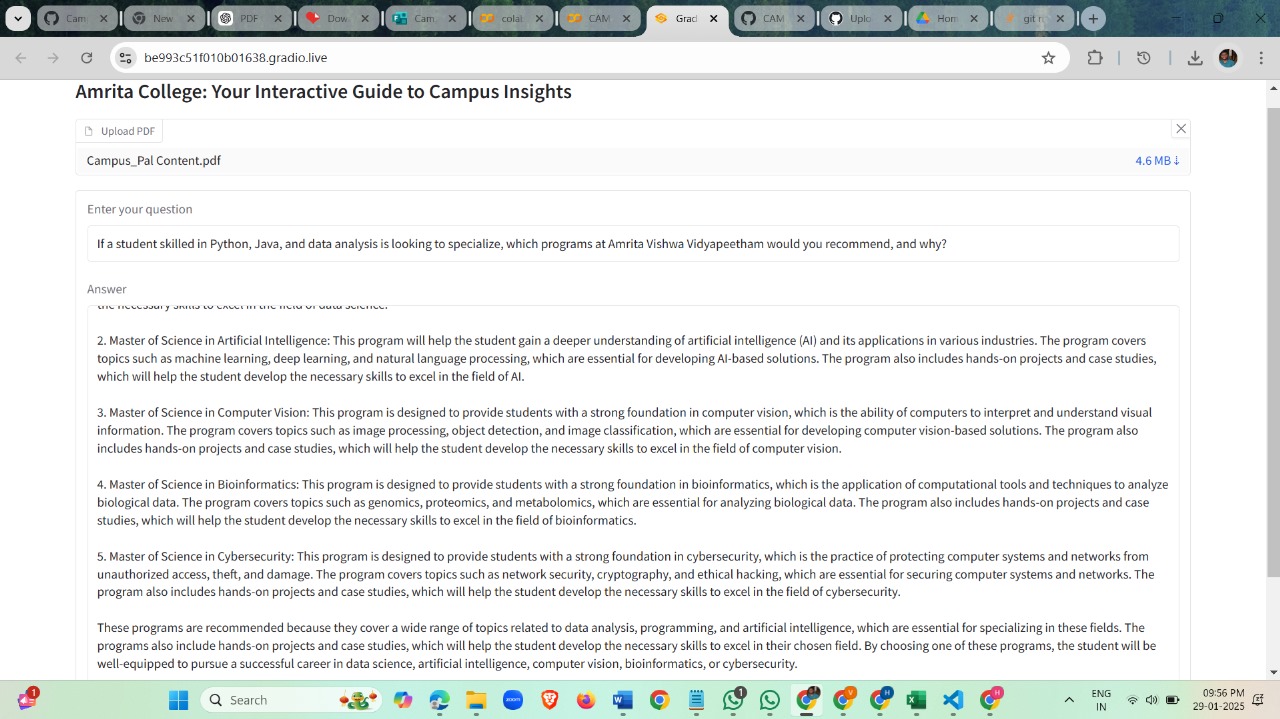 Cam
New
PDF
Dow
Cam
colal
CAM
Grad
CAM
Uplo
Hom
git r
be993c51f010b01638.gradio.live
Amrita College: Your Interactive Guide to Campus Insights
Upload PDF
Campus_Pal Content.pdf
4.6 MB↓
Enter your question
If a student skilled in Python, Java, and data analysis is looking to specialize, which programs at Amrita Vishwa Vidyapeetham would you recommend, and why?
Answer
the necessary skills to excel in the field of data science.
2. Master of Science in Artificial Intelligence: This program will help the student gain a deeper understanding of artificial intelligence (AI) and its applications in various industries. The program covers
topics such as machine learning, deep learning, and natural language processing, which are essential for developing AI-based solutions. The program also includes hands-on projects and case studies,
which will help the student develop the necessary skills to excel in the field of AI.
3. Master of Science in Computer Vision: This program is designed to provide students with a strong foundation in computer vision, which is the ability of computers to interpret and understand visual
information. The program covers topics such as image processing, object detection, and image classification, which are essential for developing computer vision-based solutions. The program also
includes hands-on projects and case studies, which will help the student develop the necessary skills to excel in the field of computer vision.
4. Master of Science in Bioinformatics: This program is designed to provide students with a strong foundation in bioinformatics, which is the application of computational tools and techniques to analyze
biological data. The program covers topics such as genomics, proteomics, and metabolomics, which are essential for analyzing biological data. The program also includes hands-on projects and case
studies, which will help the student develop the necessary skills to excel in the field of bioinformatics.
5. Master of Science in Cybersecurity: This program is designed to provide students with a strong foundation in cybersecurity, which is the practice of protecting computer systems and networks from
unauthorized access, theft, and damage. The program covers topics such as network security, cryptography, and ethical hacking, which are essential for securing computer systems and networks. The
program also includes hands-on projects and case studies, which will help the student develop the necessary skills to excel in the field of cybersecurity.
These programs are recommended because they cover a wide range of topics related to data analysis, programming, and artificial intelligence, which are essential for specializing in these fields. The
programs also include hands-on projects and case studies, which will help the student develop the necessary skills to excel in their chosen field. By choosing one of these programs, the student will be
well-equipped to pursue a successful career in data science, artificial intelligence, computer vision, bioinformatics, or cybersecurity.
1
Search
zoom
1
V
H
H
ENG
IN
09:56 PM
29-01-2025